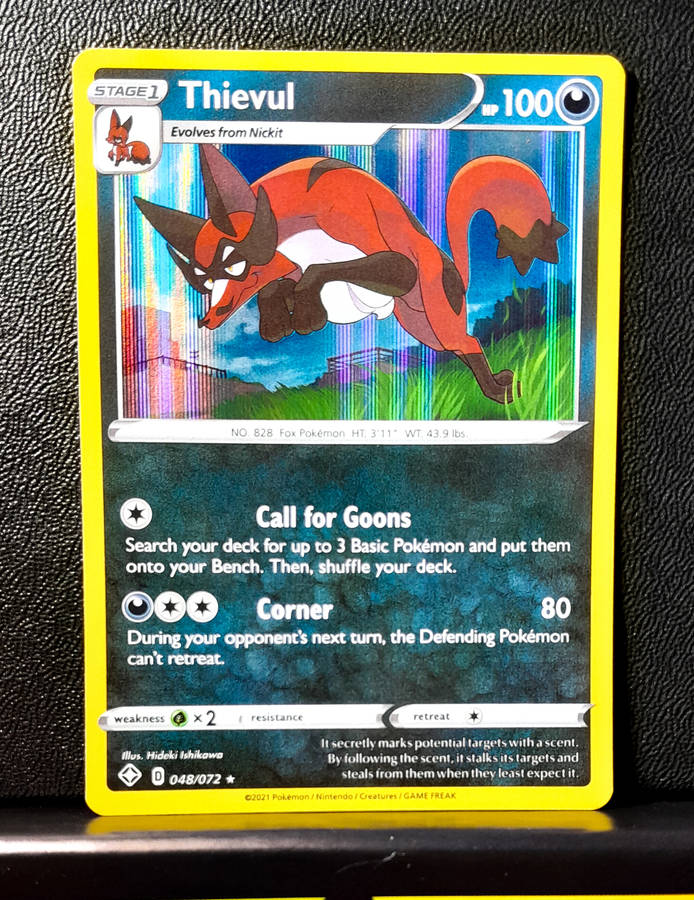 STAGE 1 Thievul HP 100
Evolves from Nickit
NO. 828 Fox Pokémon HT. 3'11" WT. 43.9 lbs.
Call for Goons
Search your deck for up to 3 Basic Pokémon and put them
onto your Bench. Then, shuffle your deck.
Corner 80
During your opponent's next turn, the Defending Pokémon
can't retreat.
weakness ×2 resistance retreat
Illus. Hideki Ishikawa
D 048/072 ★
It secretly marks potential targets with a scent.
By following the scent, it stalks its targets and
steals from them when they least expect it.
©2021 Pokémon / Nintendo / Creatures / GAME FREAK